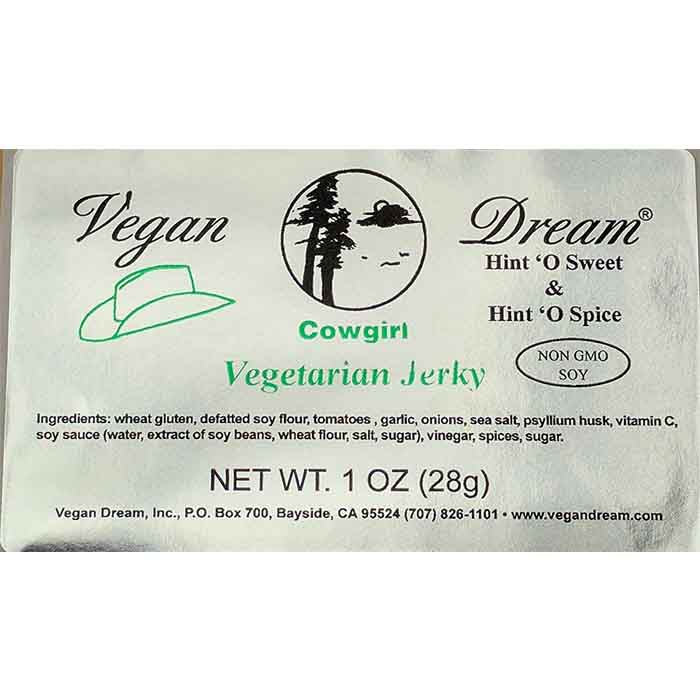 Vegan Dream®
Hint ‘O Sweet
&
Hint ‘O Spice
Cowgirl
Vegetarian Jerky
NON GMO
SOY
Ingredients: wheat gluten, defatted soy flour, tomatoes , garlic, onions, sea salt, psyllium husk, vitamin C,
soy sauce (water, extract of soy beans, wheat flour, salt, sugar), vinegar, spices, sugar.
NET WT. 1 OZ (28g)
Vegan Dream, Inc., P.O. Box 700, Bayside, CA 95524 (707) 826-1101 • www.vegandream.com